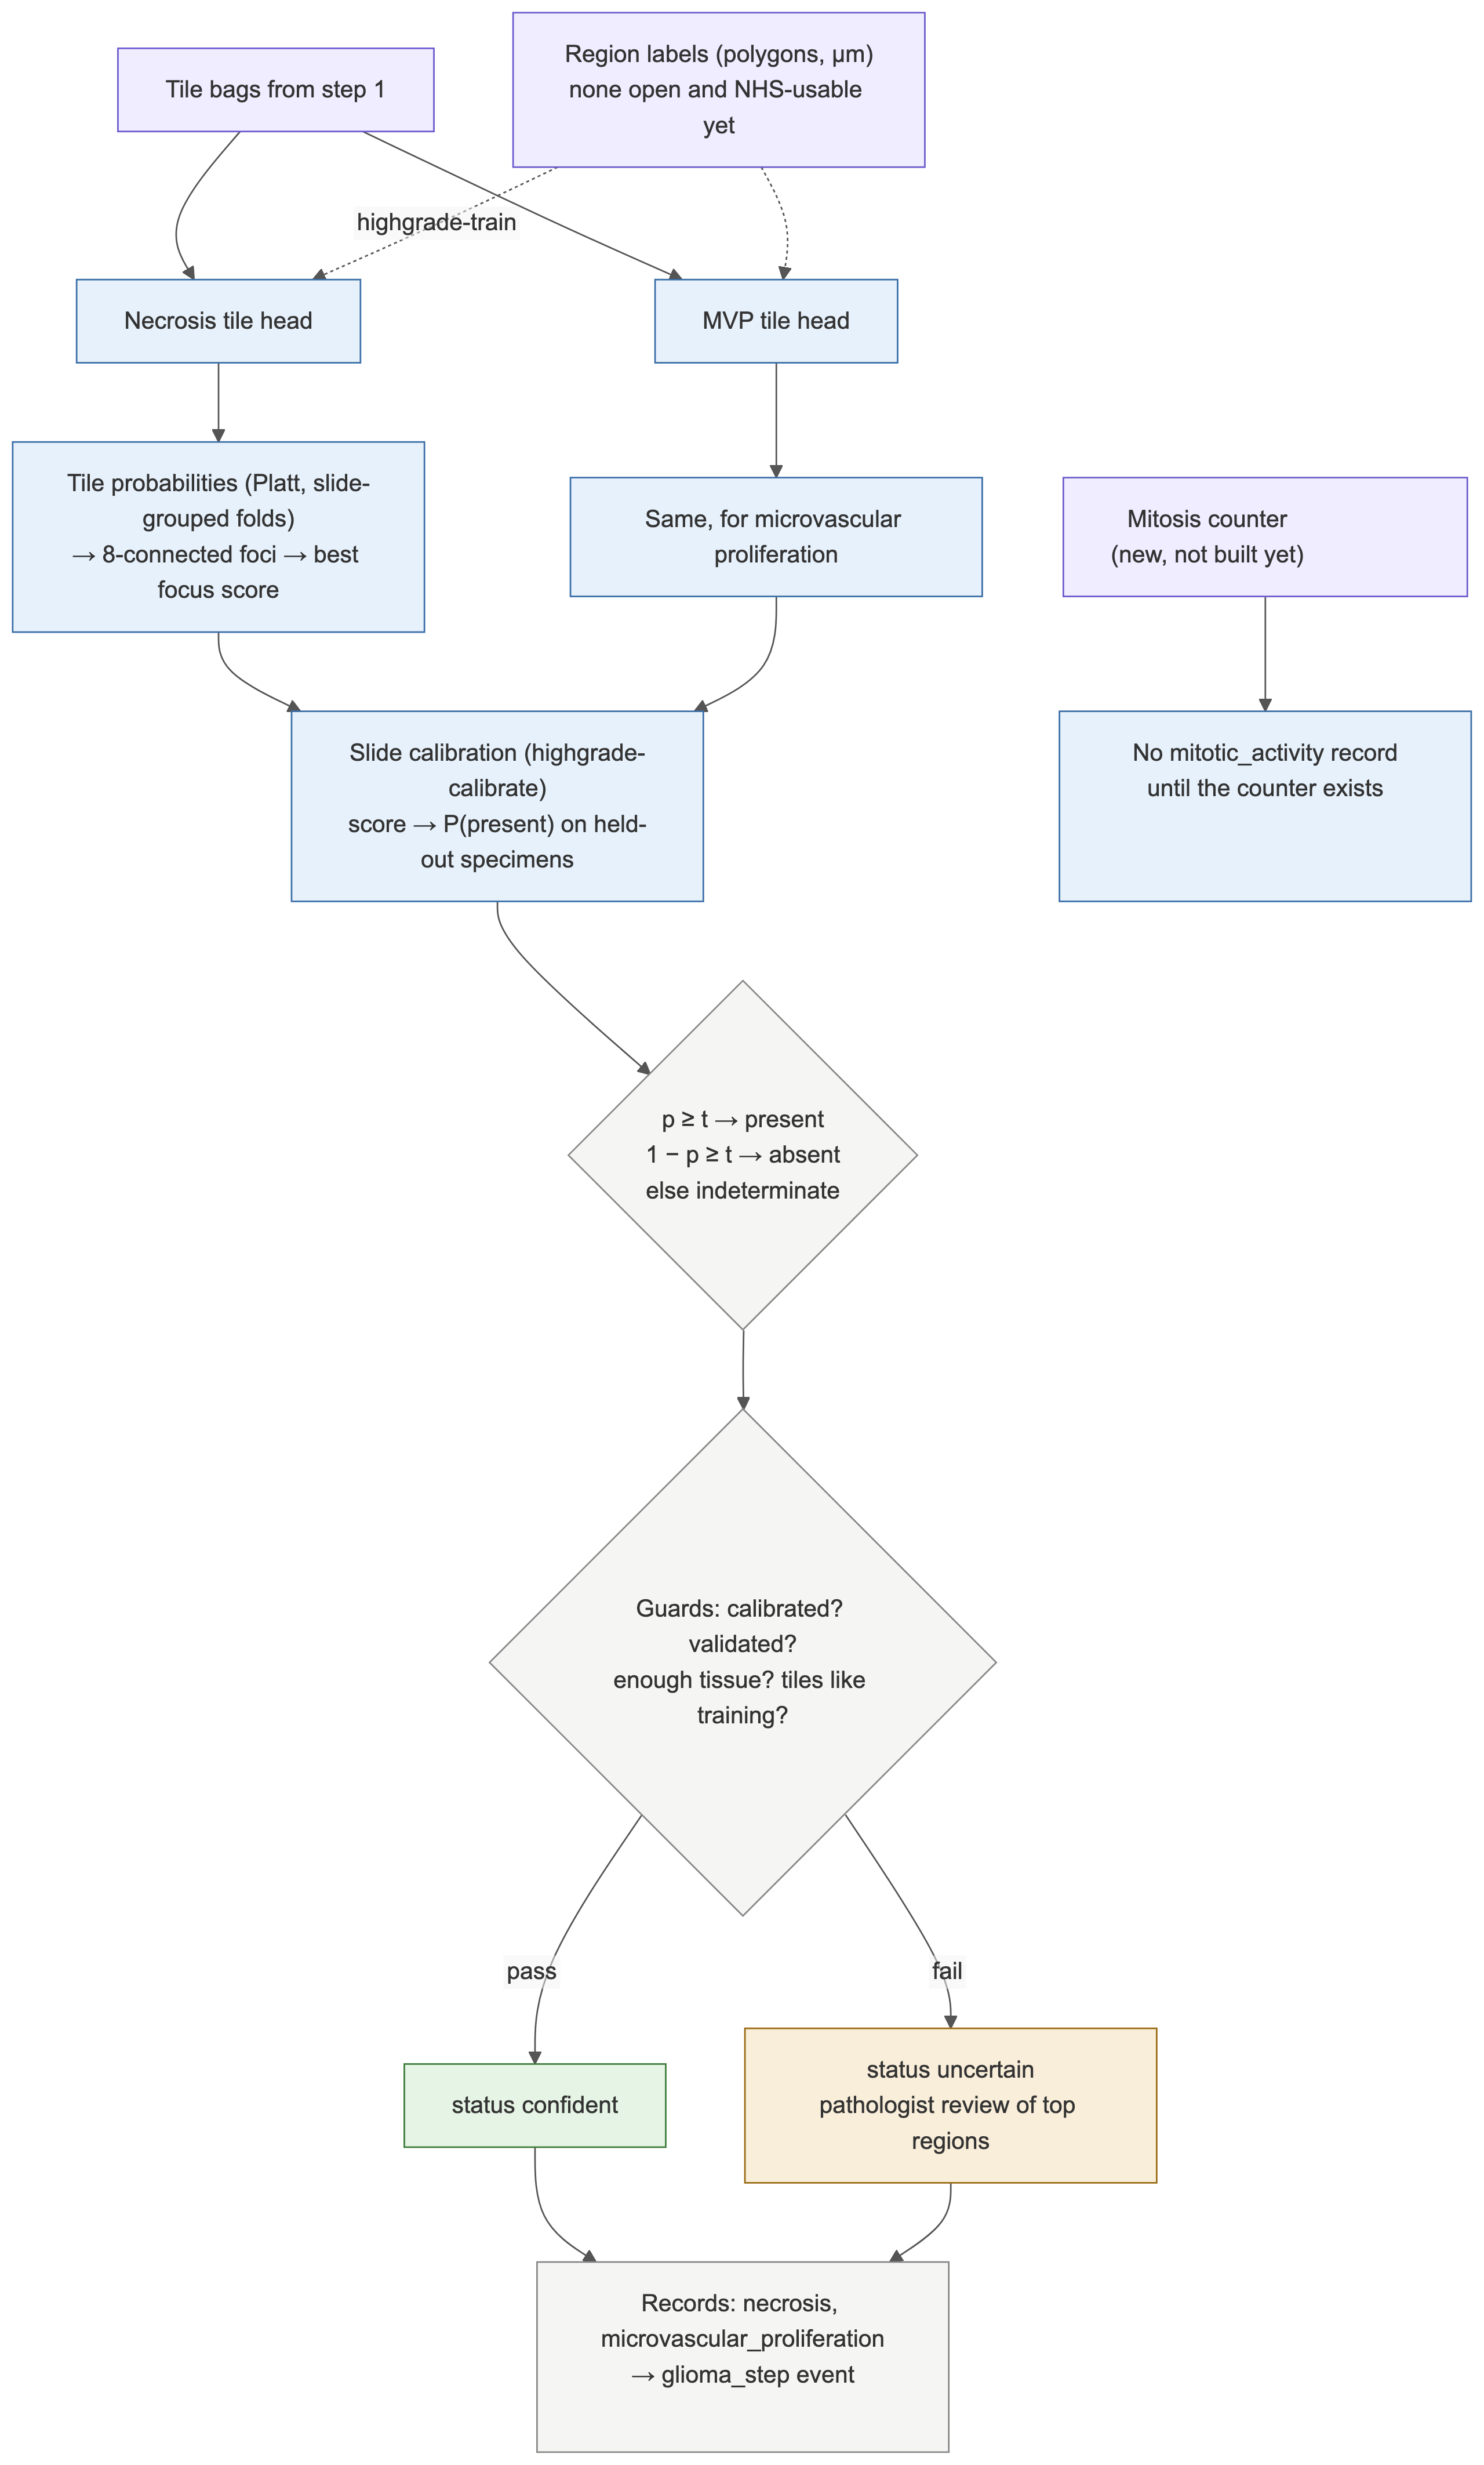 Tile bags from step 1
Region labels (polygons, µm)
none open and NHS-usable
yet
highgrade-train
Necrosis tile head
MVP tile head
Tile probabilities (Platt, slide-
grouped folds)
→ 8-connected foci → best
focus score
Same, for microvascular
proliferation
Mitosis counter
(new, not built yet)
Slide calibration (highgrade-
calibrate)
score → P(present) on held-
out specimens
No mitotic_activity record
until the counter exists
p ≥ t → present
1 − p ≥ t → absent
else indeterminate
Guards: calibrated?
validated?
enough tissue? tiles like
training?
pass
fail
status confident
status uncertain
pathologist review of top
regions
Records: necrosis,
microvascular_proliferation
→ glioma_step event